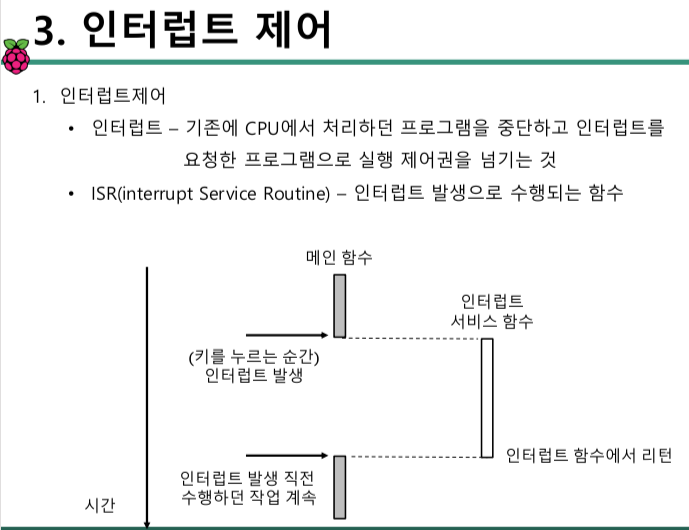 3. 인터럽트 제어
1. 인터럽트제어
• 인터럽트 – 기존에 CPU에서 처리하던 프로그램을 중단하고 인터럽트를
요청한 프로그램으로 실행 제어권을 넘기는 것
• ISR(interrupt Service Routine) – 인터럽트 발생으로 수행되는 함수
메인 함수
인터럽트
서비스 함수
(키를 누르는 순간)
인터럽트 발생
인터럽트 함수에서 리턴
인터럽트 발생 직전
수행하던 작업 계속
시간